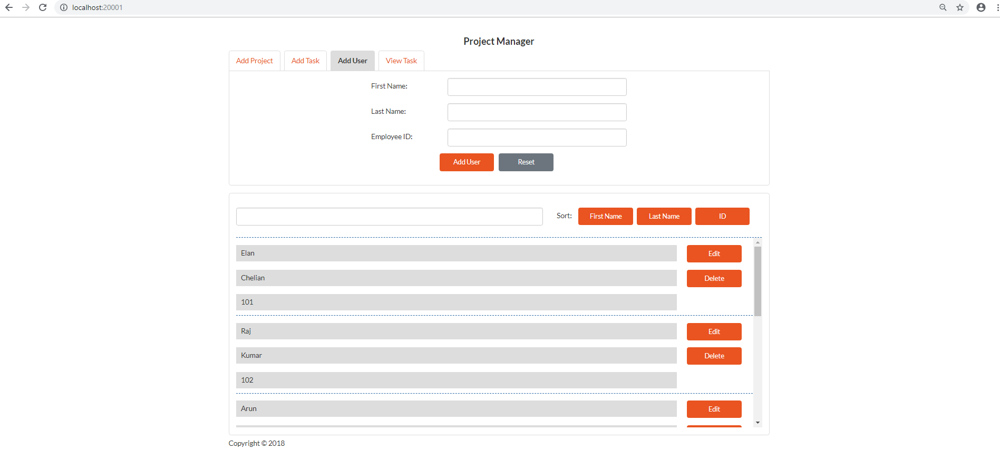 localhost:20001
Project Manager
Add Project Add Task Add User View Task
First Name:
Last Name:
Employee ID:
Add User Reset
Sort: First Name Last Name ID
Elan Edit
Chelian Delete
101
Raj Edit
Kumar Delete
102
Arun Edit
Copyright © 2018